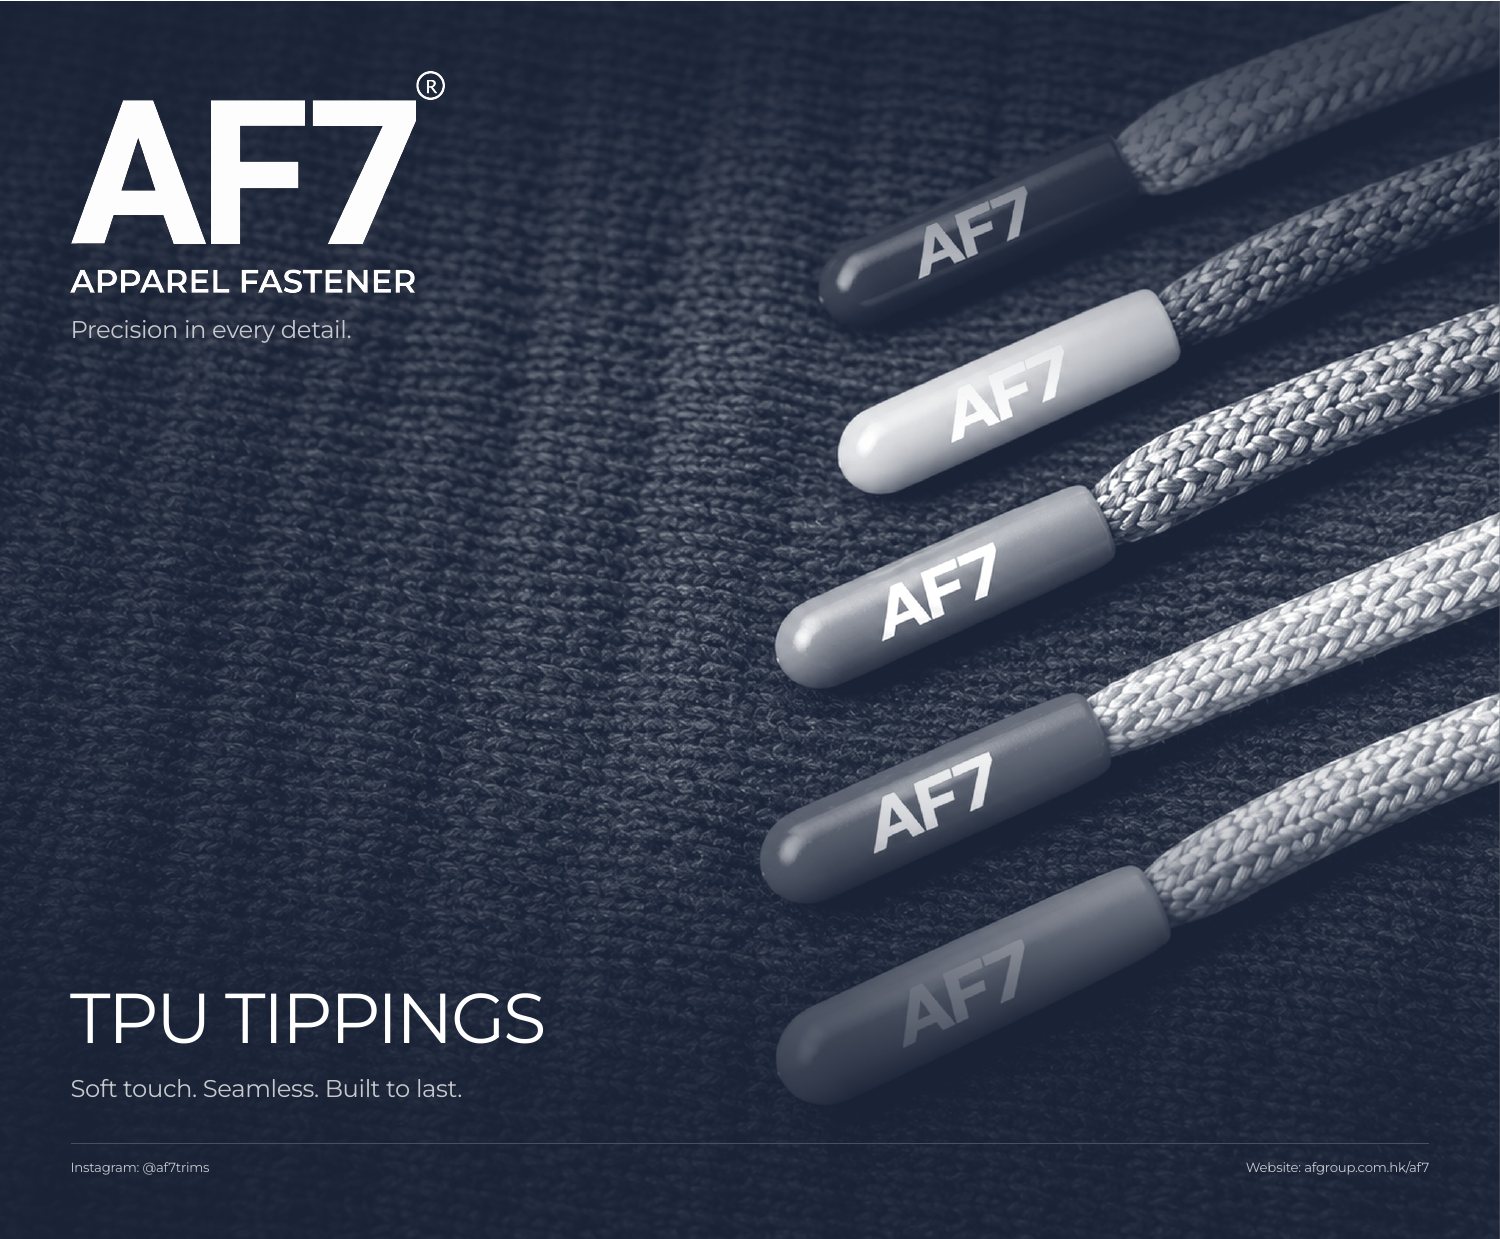 AF7®
APPAREL FASTENER
Precision in every detail.
AF7
AF7
AF7
AF7
AF7
TPU TIPPINGS
Soft touch. Seamless. Built to last.
Instagram: @af7trims
Website: afgroup.com.hk/af7